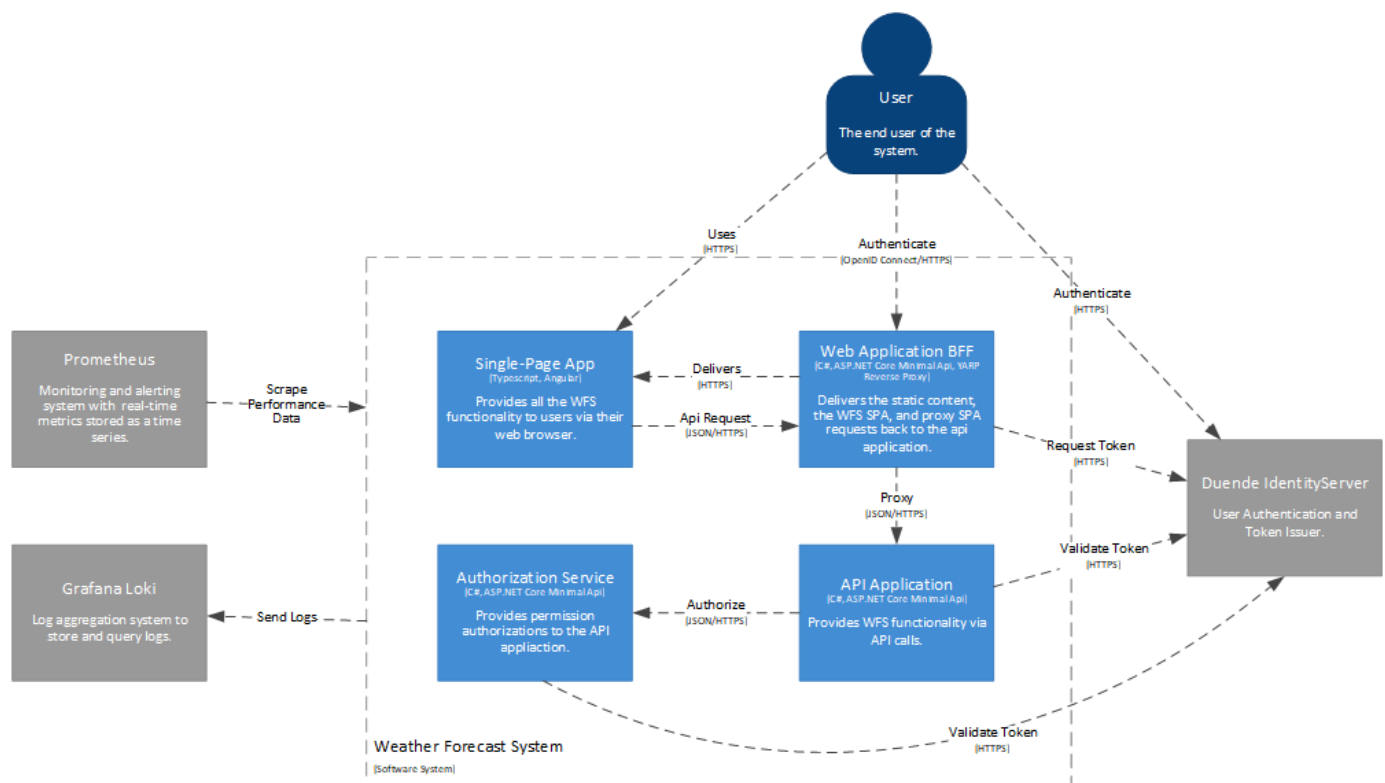 User
The end user of the
system.
Uses
(HTTPS)
Authenticate
(OpenID Connect/HTTPS)
Authenticate
(HTTPS)
Prometheus
Monitoring and alerting
system with real-time
metrics stored as a time
series.
Scrape
Performance
Data
Single-Page App
(Typescript, Angular)
Provides all the WFS
functionality to users via their
web browser.
Delivers
(HTTPS)
Api Request
(JSON/HTTPS)
Web Application BFF
(C#, ASP.NET Core Minimal Api, YARP
Reverse Proxy)
Delivers the static content,
the WFS SPA, and proxy SPA
requests back to the api
application.
Request Token
(HTTPS)
Duende IdentityServer
User Authentication and
Token Issuer.
Proxy
(JSON/HTTPS)
Validate Token
(HTTPS)
Grafana Loki
Log aggregation system to
store and query logs.
Send Logs
Authorization Service
(C#, ASP.NET Core Minimal Api)
Provides permission
authorizations to the API
appliaction.
Authorize
(JSON/HTTPS)
API Application
(C#, ASP.NET Core Minimal Api)
Provides WFS functionality via
API calls.
Validate Token
(HTTPS)
Weather Forecast System
(Software System)